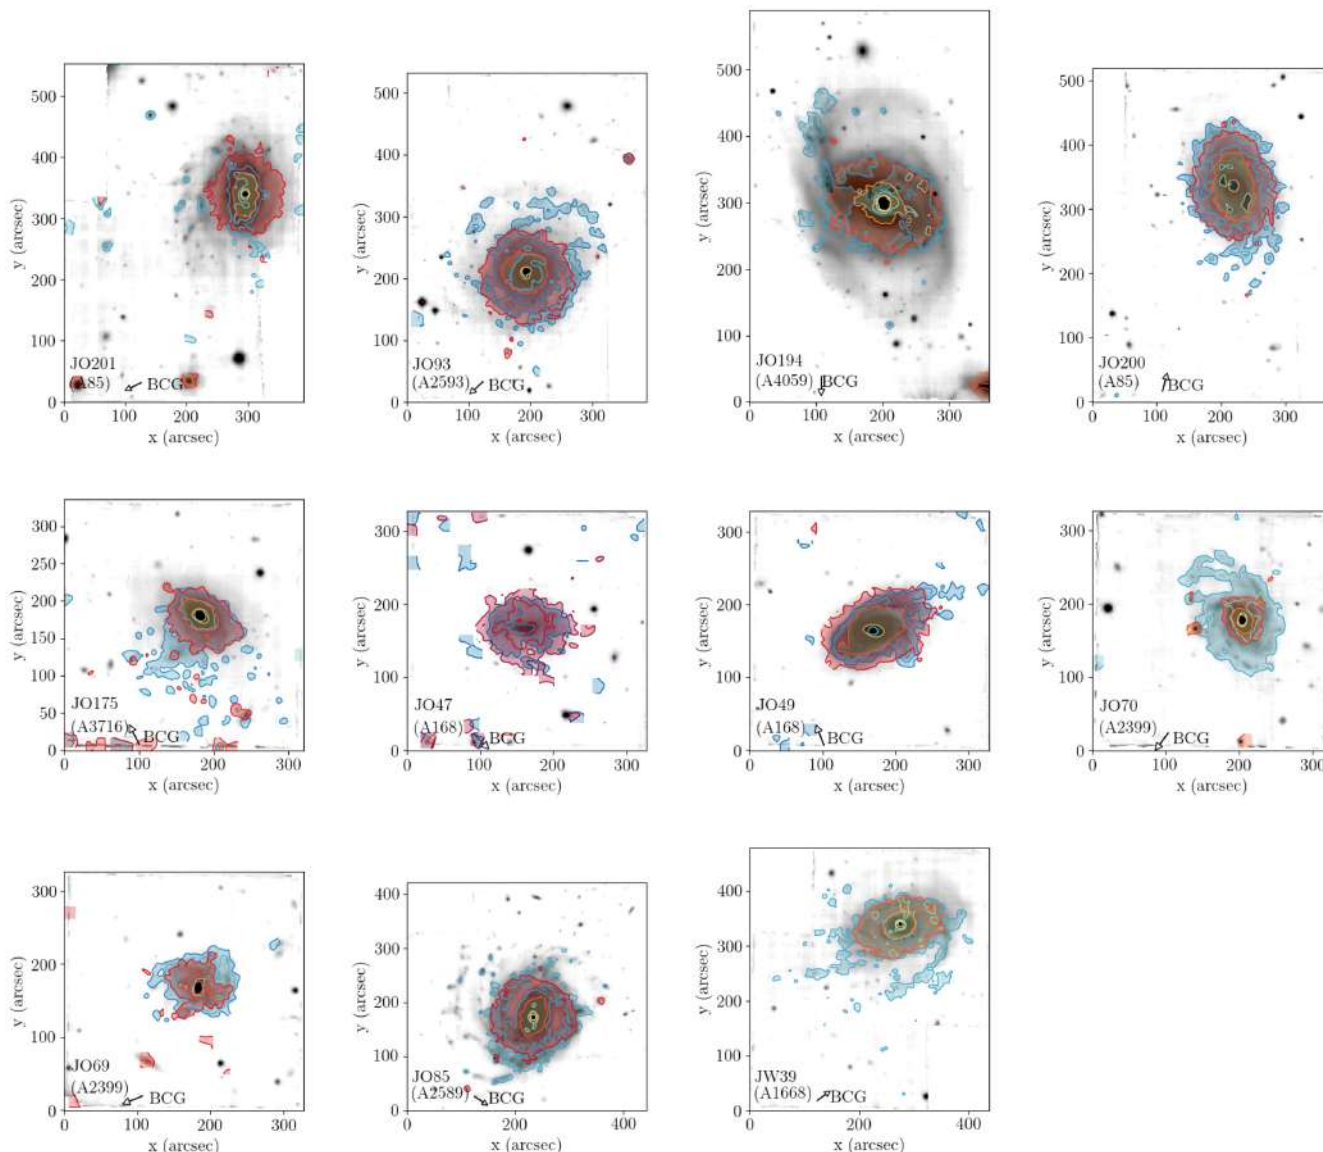 500
400
300
200
100
0
y (arcsec)
JO201
(A85)
BCG
0
100
200
300
x (arcsec)
500
400
300
200
100
0
y (arcsec)
JO93
(A2593)
BCG
0
100
200
300
x (arcsec)
500
400
300
200
100
0
y (arcsec)
JO194
(A4059)
BCG
0
100
200
300
x (arcsec)
500
400
300
200
100
0
y (arcsec)
JO200
(A85)
BCG
0
100
200
300
x (arcsec)
300
250
200
150
100
50
0
y (arcsec)
JO175
(A3716)
BCG
0
100
200
300
x (arcsec)
300
200
100
0
y (arcsec)
JO47
(A168)
BCG
0
100
200
300
x (arcsec)
300
200
100
0
y (arcsec)
JO49
(A168)
BCG
0
100
200
300
x (arcsec)
300
200
100
0
y (arcsec)
JO70
(A2399)
BCG
0
100
200
300
x (arcsec)
300
200
100
0
y (arcsec)
JO69
(A2399)
BCG
0
100
200
300
x (arcsec)
400
300
200
100
0
y (arcsec)
JO85
(A2589)
BCG
0
200
400
x (arcsec)
400
300
200
100
0
y (arcsec)
JW39
(A1668)
BCG
0
200
400
x (arcsec)